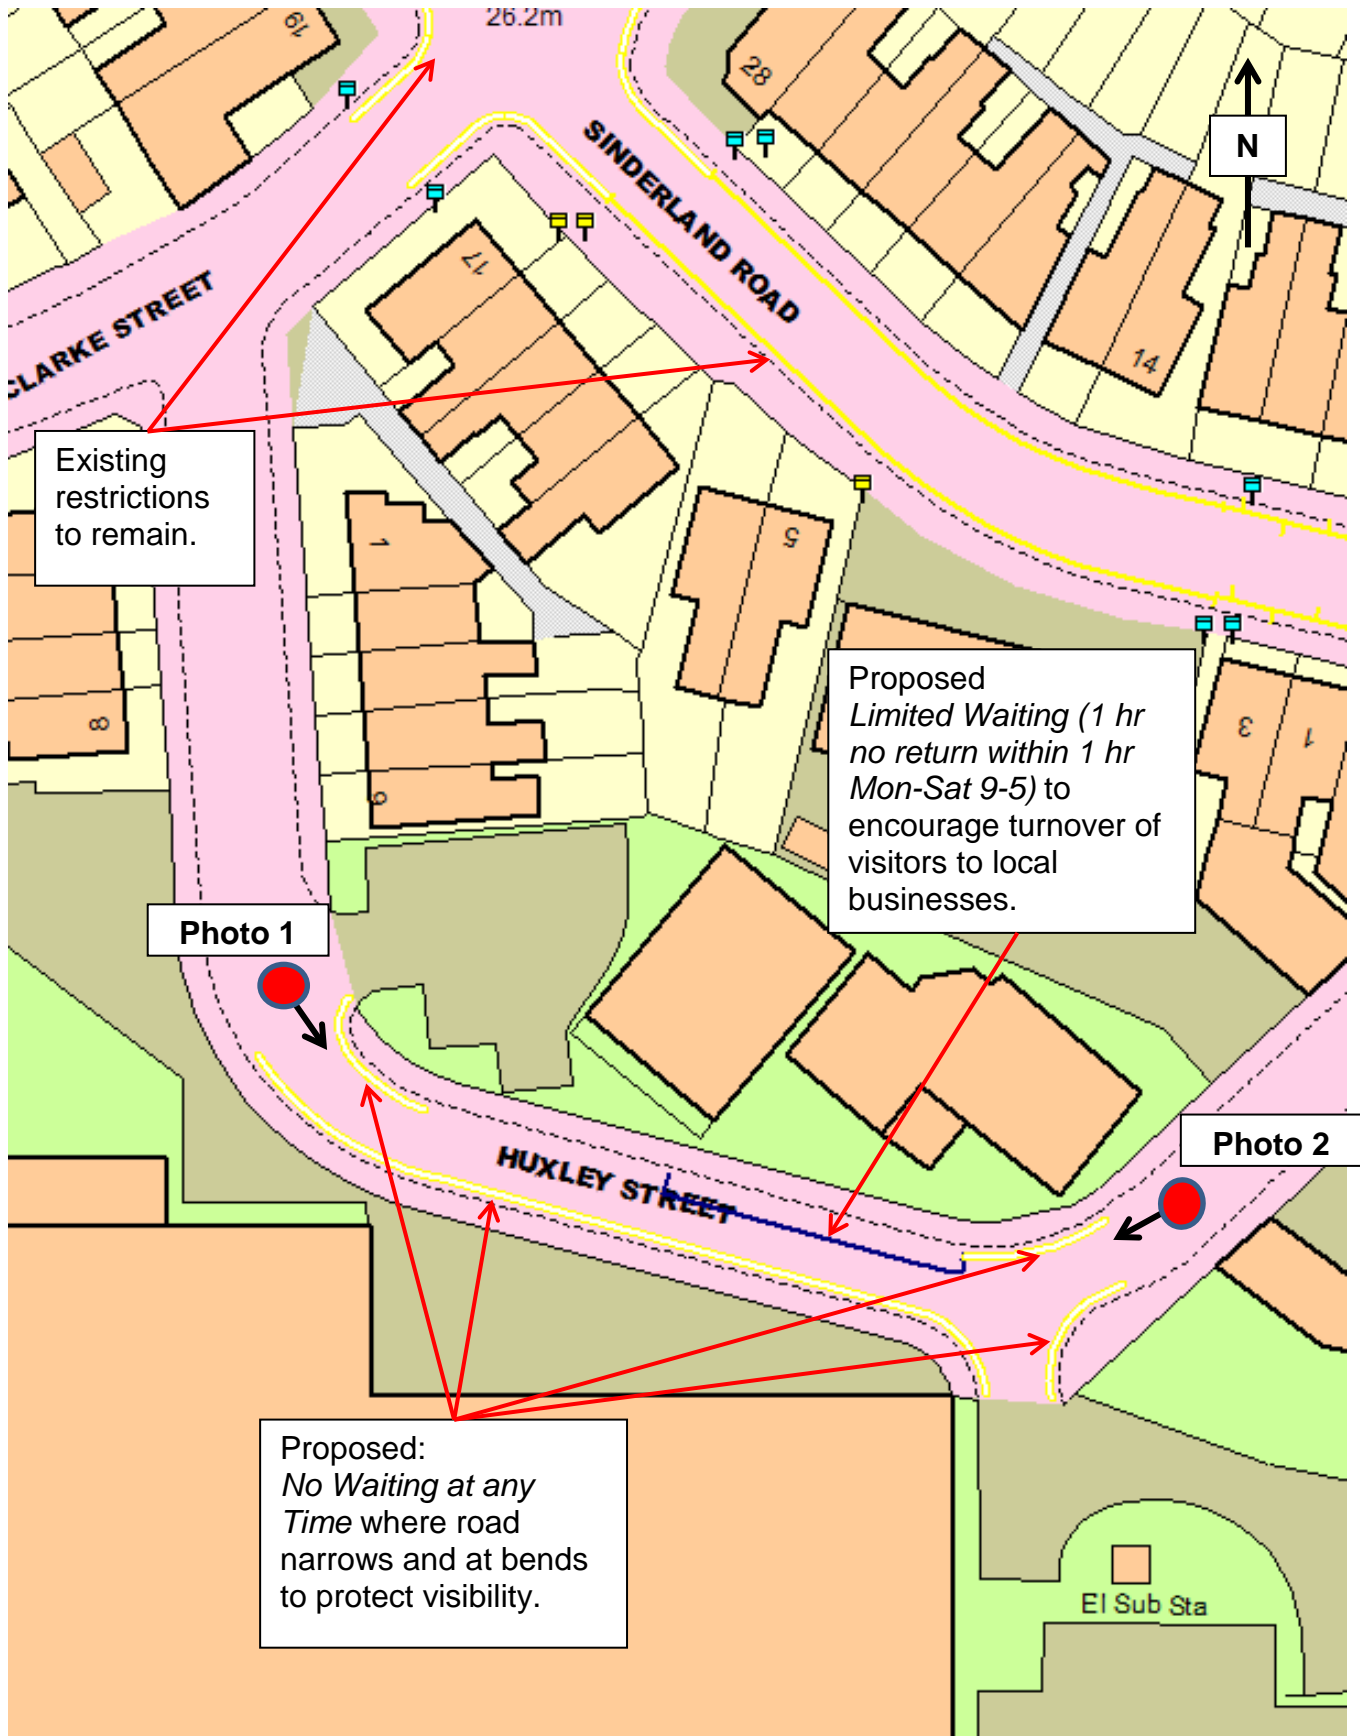 26.2m
19
28
N
SINDERLAND ROAD
17
CLARKE STREET
14
Existing
restrictions
to remain.
1
5
8
9
Proposed
Limited Waiting (1 hr
no return within 1 hr
Mon-Sat 9-5) to
encourage turnover of
visitors to local
businesses.
3
1
Photo 1
Photo 2
HUXLEY STREET
Proposed:
No Waiting at any
Time where road
narrows and at bends
to protect visibility.
El Sub Sta